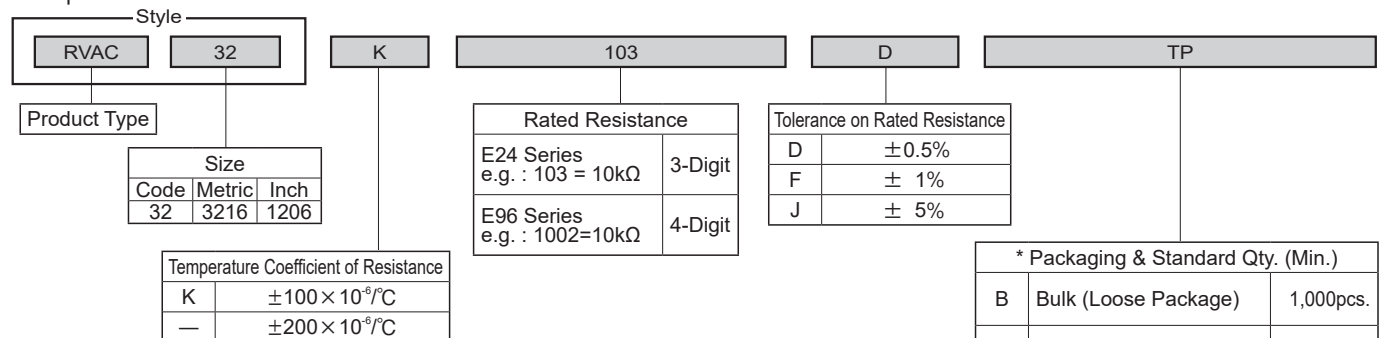 Style
RVAC 32 K 103 D TP
Product Type
Size
Code Metric Inch
32 3216 1206
Temperature Coefficient of Resistance
K ±100×10⁻⁶/℃
— ±200×10⁻⁶/℃
Rated Resistance
E24 Series
e.g. : 103 = 10kΩ
3-Digit
E96 Series
e.g. : 1002=10kΩ
4-Digit
Tolerance on Rated Resistance
D ±0.5%
F ± 1%
J ± 5%
* Packaging & Standard Qty. (Min.)
B Bulk (Loose Package) 1,000pcs.